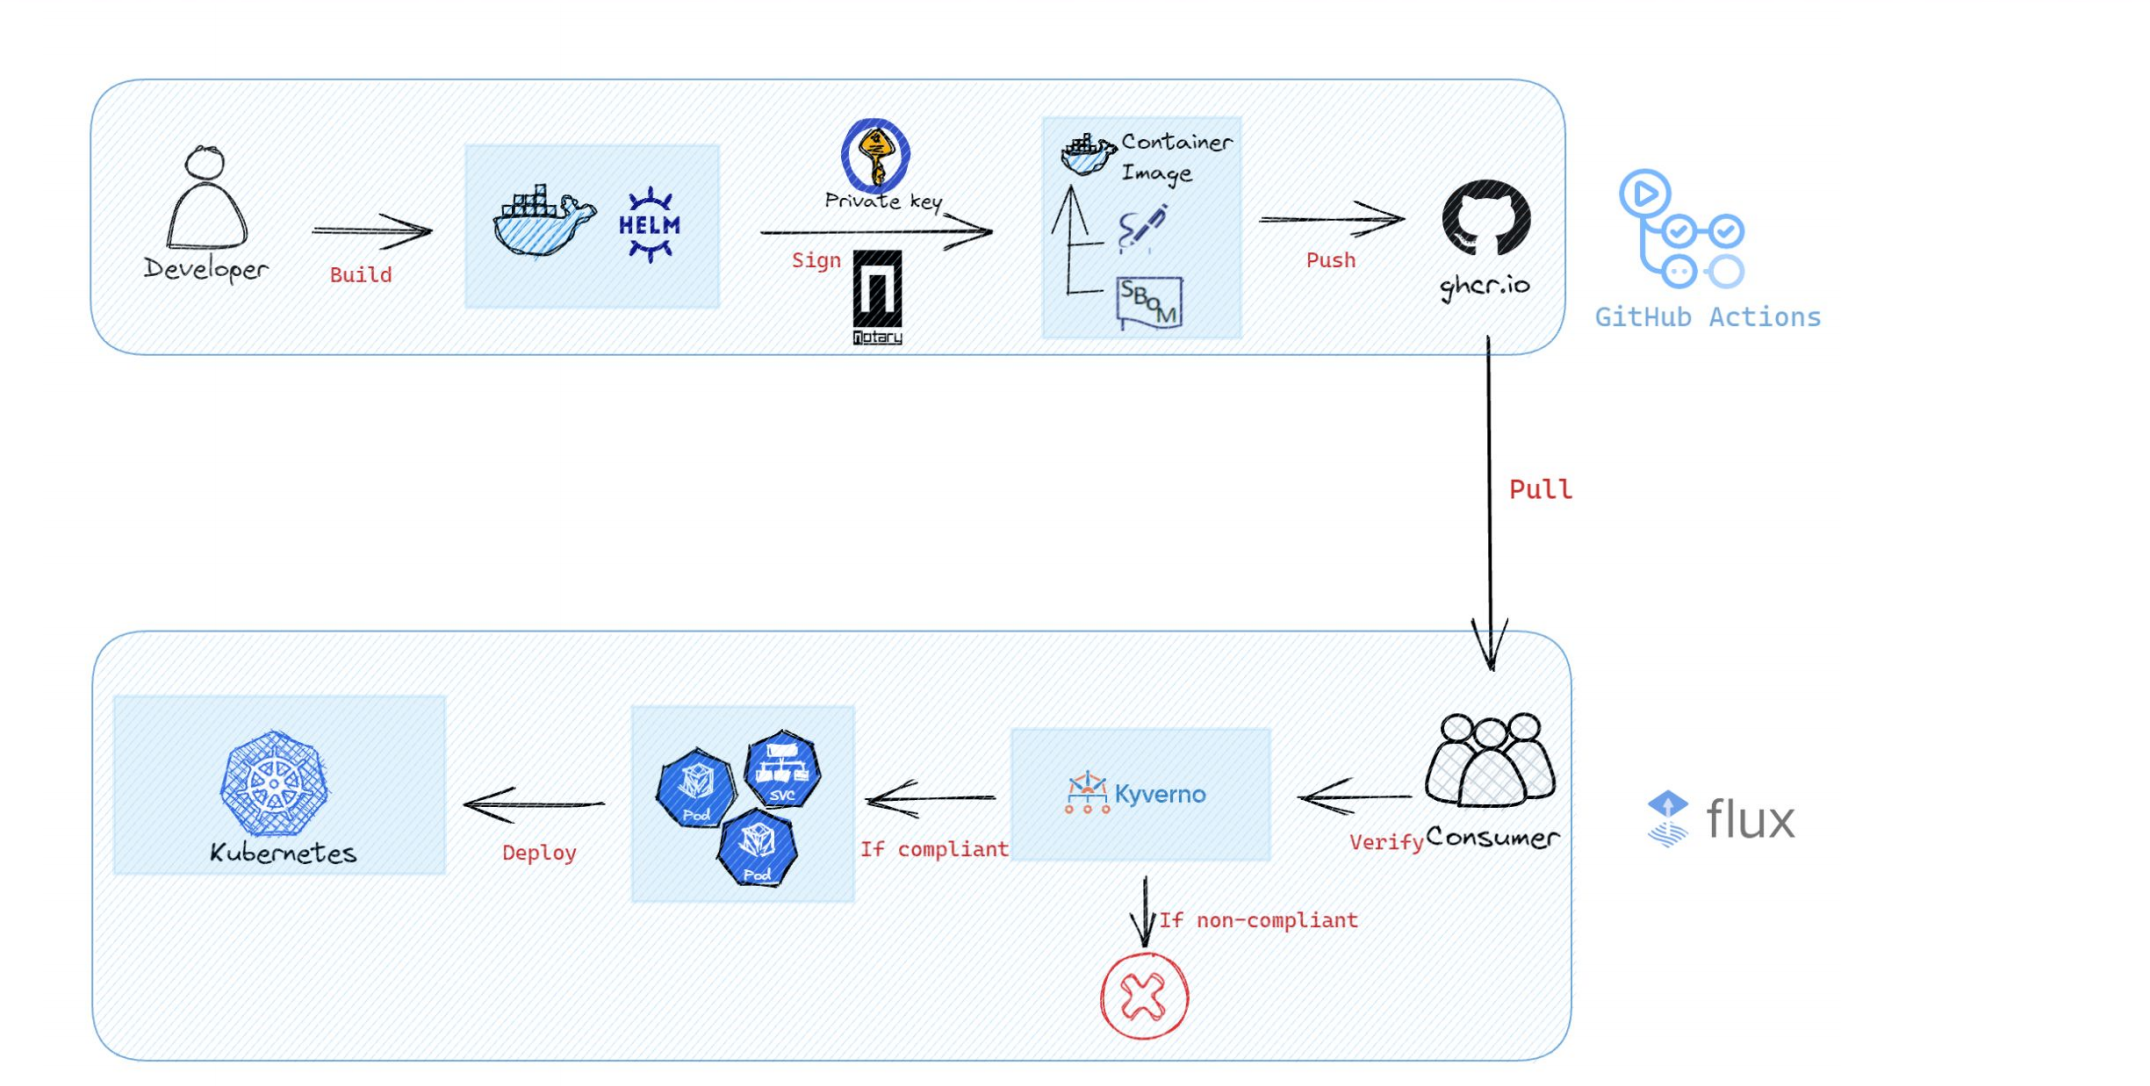 Developer
Build
HELM
Private key
Sign
notary
Container
Image
SBOM
Push
ghcr.io
GitHub Actions
Pull
Kubernetes
Deploy
Pod
SVC
Pod
If compliant
Kyverno
Verify
Consumer
If non-compliant
flux